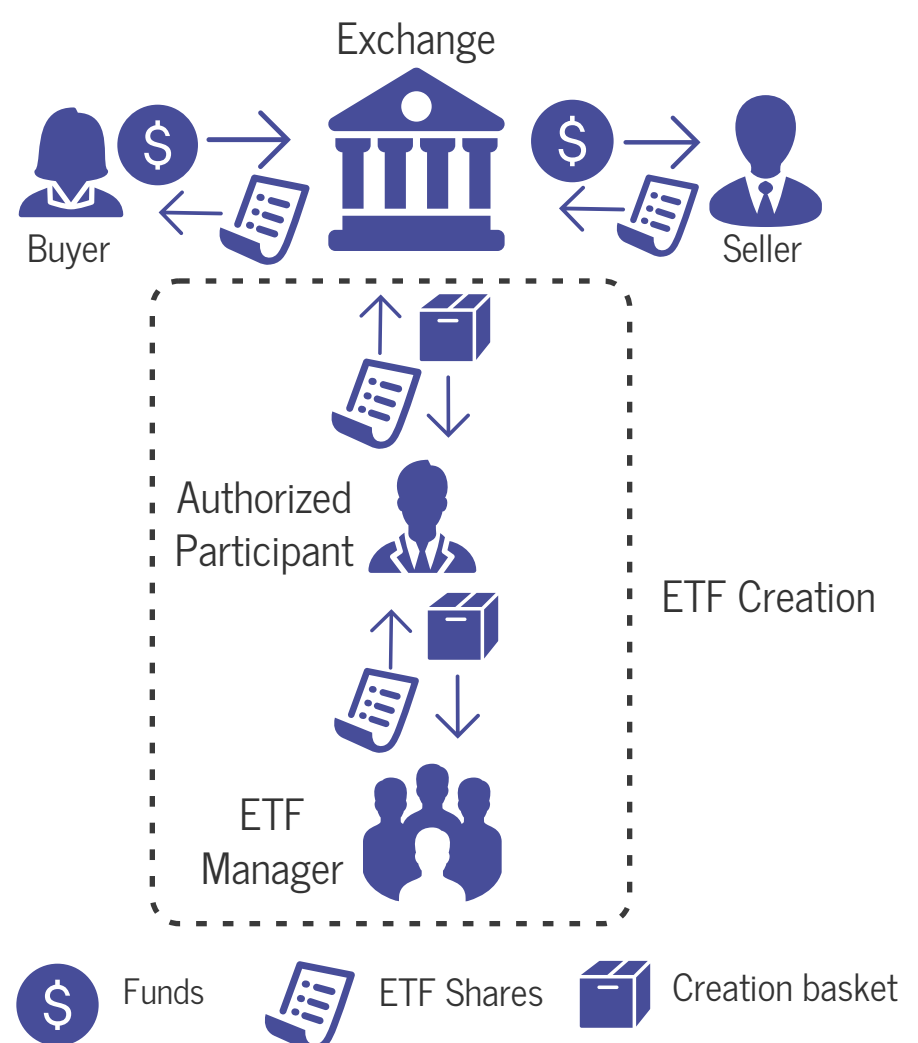 Exchange
$
$
Buyer
Seller
Authorized
Participant
ETF Creation
ETF
Manager
$
Funds
ETF Shares
Creation basket